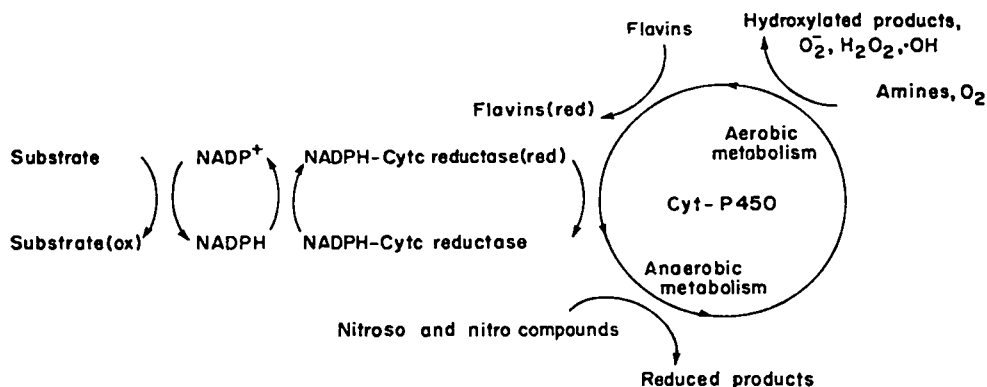 Flavins
Hydroxylated products,
O₂⁻, H₂O₂,·OH
Amines, O₂
Flavins(red)
Aerobic
metabolism
Substrate
NADP⁺
NADPH-Cytc reductase(red)
Cyt-P450
Substrate(ox)
NADPH
NADPH-Cytc reductase
Anaerobic
metabolism
Nitroso and nitro compounds
Reduced products